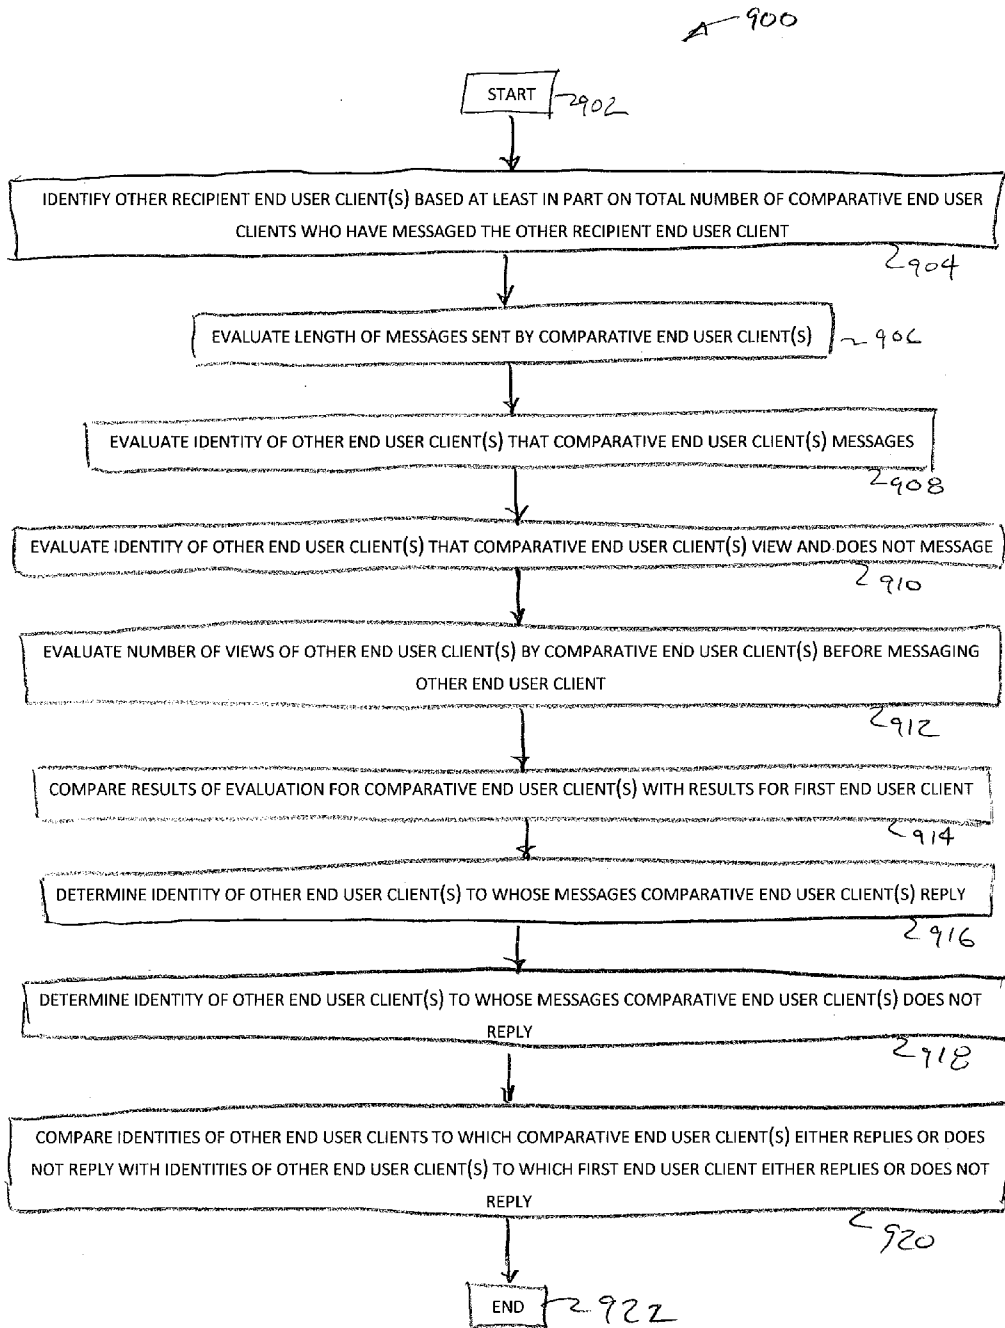 900
START
902
IDENTIFY OTHER RECIPIENT END USER CLIENT(S) BASED AT LEAST IN PART ON TOTAL NUMBER OF COMPARATIVE END USER
CLIENTS WHO HAVE MESSAGED THE OTHER RECIPIENT END USER CLIENT
904
EVALUATE LENGTH OF MESSAGES SENT BY COMPARATIVE END USER CLIENT(S)
906
EVALUATE IDENTITY OF OTHER END USER CLIENT(S) THAT COMPARATIVE END USER CLIENT(S) MESSAGES
908
EVALUATE IDENTITY OF OTHER END USER CLIENT(S) THAT COMPARATIVE END USER CLIENT(S) VIEW AND DOES NOT MESSAGE
910
EVALUATE NUMBER OF VIEWS OF OTHER END USER CLIENT(S) BY COMPARATIVE END USER CLIENT(S) BEFORE MESSAGING
OTHER END USER CLIENT
912
COMPARE RESULTS OF EVALUATION FOR COMPARATIVE END USER CLIENT(S) WITH RESULTS FOR FIRST END USER CLIENT
914
DETERMINE IDENTITY OF OTHER END USER CLIENT(S) TO WHOSE MESSAGES COMPARATIVE END USER CLIENT(S) REPLY
916
DETERMINE IDENTITY OF OTHER END USER CLIENT(S) TO WHOSE MESSAGES COMPARATIVE END USER CLIENT(S) DOES NOT
REPLY
918
COMPARE IDENTITIES OF OTHER END USER CLIENTS TO WHICH COMPARATIVE END USER CLIENT(S) EITHER REPLIES OR DOES
NOT REPLY WITH IDENTITIES OF OTHER END USER CLIENT(S) TO WHICH FIRST END USER CLIENT EITHER REPLIES OR DOES NOT
REPLY
920
END
922